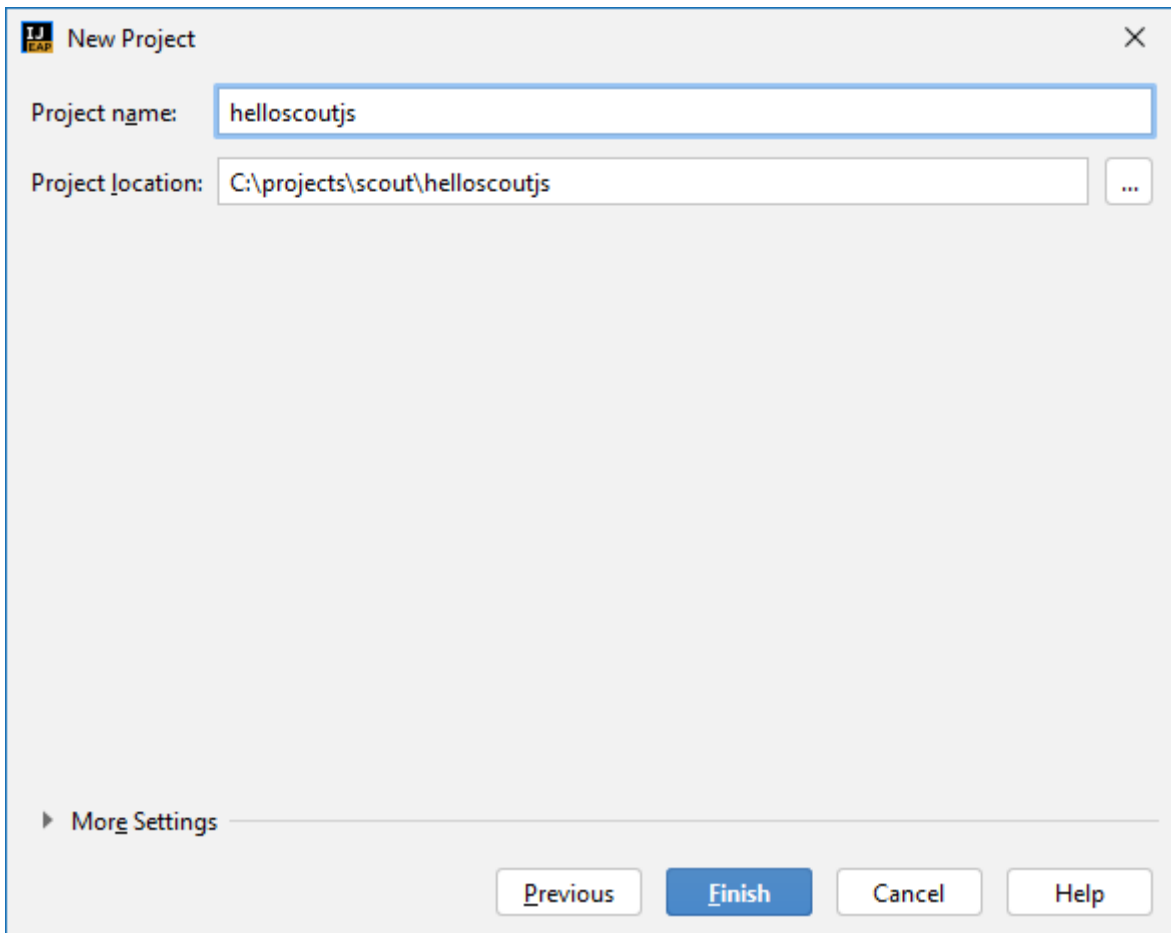 IJ
EAP
New Project
Project name: helloscoutjs
Project location: C:\projects\scout\helloscoutjs ...
More Settings
Previous Finish Cancel Help